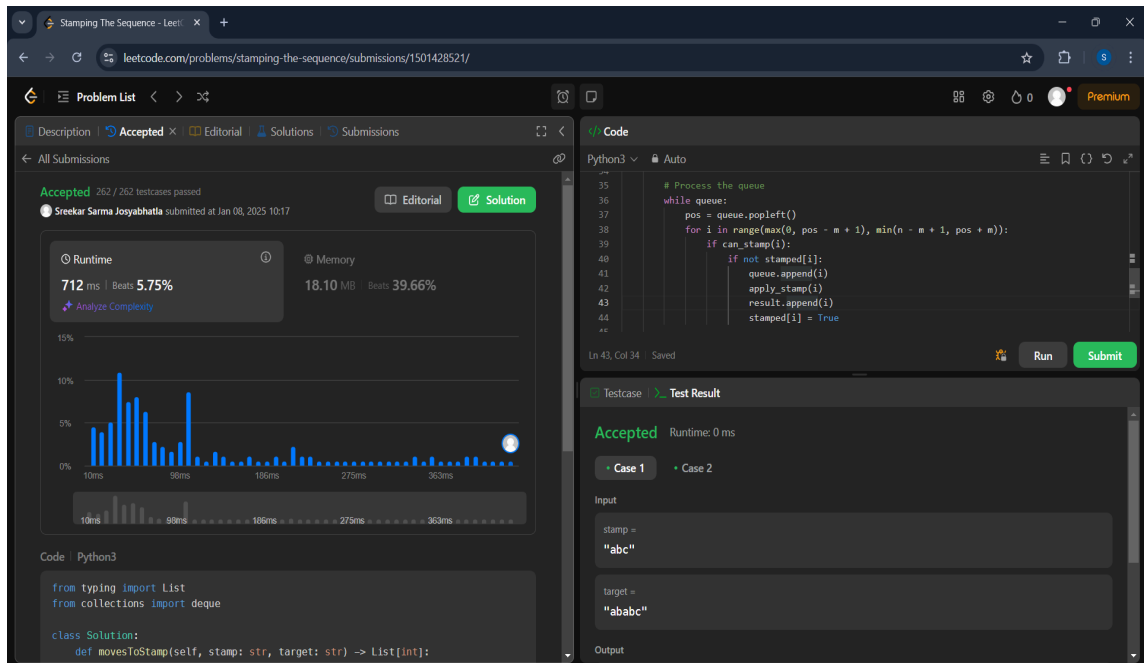 Stamping The Sequence - LeetC
leetcode.com/problems/stamping-the-sequence/submissions/1501428521/
S
Problem List
0
Premium
Description
Accepted
Editorial
Solutions
Submissions
All Submissions
Accepted 262 / 262 testcases passed
Sreekar Sarma Josyabhatla submitted at Jan 08, 2025 10:17
Editorial
Solution
Runtime
712 ms | Beats 5.75%
Analyze Complexity
Memory
18.10 MB | Beats 39.66%
15%
10%
5%
0%
10ms 98ms 186ms 275ms 363ms
10ms 98ms 186ms 275ms 363ms
Code | Python3
from typing import List
from collections import deque
class Solution:
def movesToStamp(self, stamp: str, target: str) -> List[int]:
</> Code
Python3 Auto
34
35 # Process the queue
36 while queue:
37 pos = queue.popleft()
38 for i in range(max(0, pos - m + 1), min(n - m + 1, pos + m)):
39 if can_stamp(i):
40 if not stamped[i]:
41 queue.append(i)
42 apply_stamp(i)
43 result.append(i)
44 stamped[i] = True
45
Ln 43, Col 34 | Saved
Run
Submit
Testcase | >_ Test Result
Accepted Runtime: 0 ms
• Case 1 • Case 2
Input
stamp =
"abc"
target =
"ababc"
Output